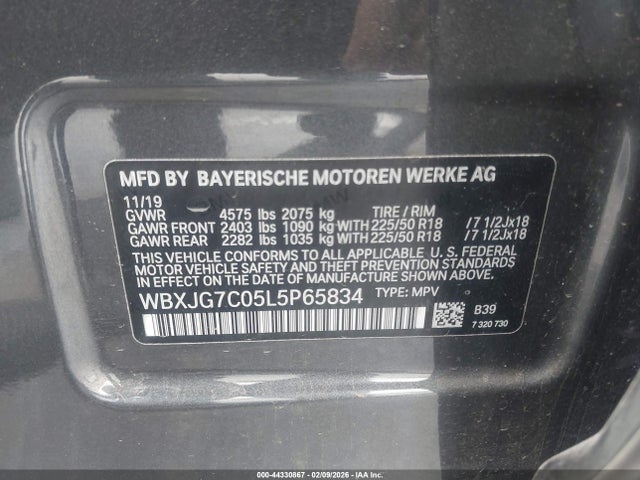 MFD BY BAYERISCHE MOTOREN WERKE AG
11/19
GVWR 4575 lbs 2075 kg TIRE / RIM
GAWR FRONT 2403 lbs 1090 kg WITH 225/50 R18 /7 1/2Jx18
GAWR REAR 2282 lbs 1035 kg WITH 225/50 R18 /7 1/2Jx18
THIS VEHICLE CONFORMS TO ALL APPLICABLE U.S. FEDERAL
MOTOR VEHICLE SAFETY, BUMPER, AND THEFT PREVENTION
STANDARDS IN EFFECT ON THE DATE OF MANUFACTURE SHOWN
ABOVE.
WBXJG7C05L5P65834 TYPE: MPV
B39
7 320 730
000-44330867 - 02/09/2026 - IAAI.COM